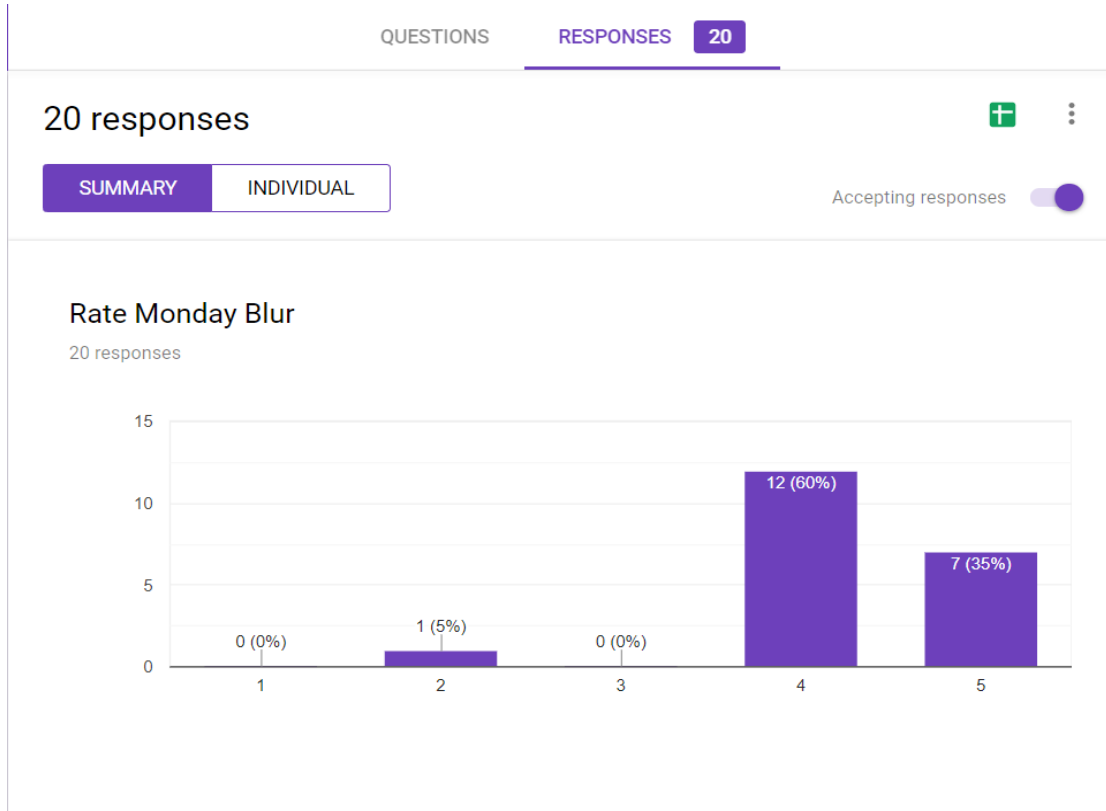 QUESTIONS RESPONSES 20
20 responses
SUMMARY INDIVIDUAL
Accepting responses
Rate Monday Blur
20 responses
15
10
5
0
0 (0%)
1 (5%)
0 (0%)
12 (60%)
7 (35%)
1 2 3 4 5